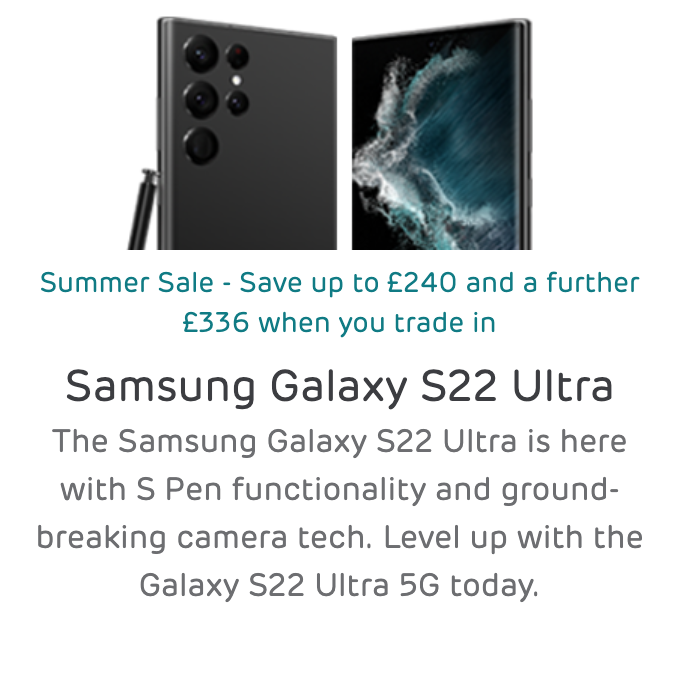 Summer Sale - Save up to £240 and a further
£336 when you trade in
Samsung Galaxy S22 Ultra
The Samsung Galaxy S22 Ultra is here
with S Pen functionality and ground-
breaking camera tech. Level up with the
Galaxy S22 Ultra 5G today.